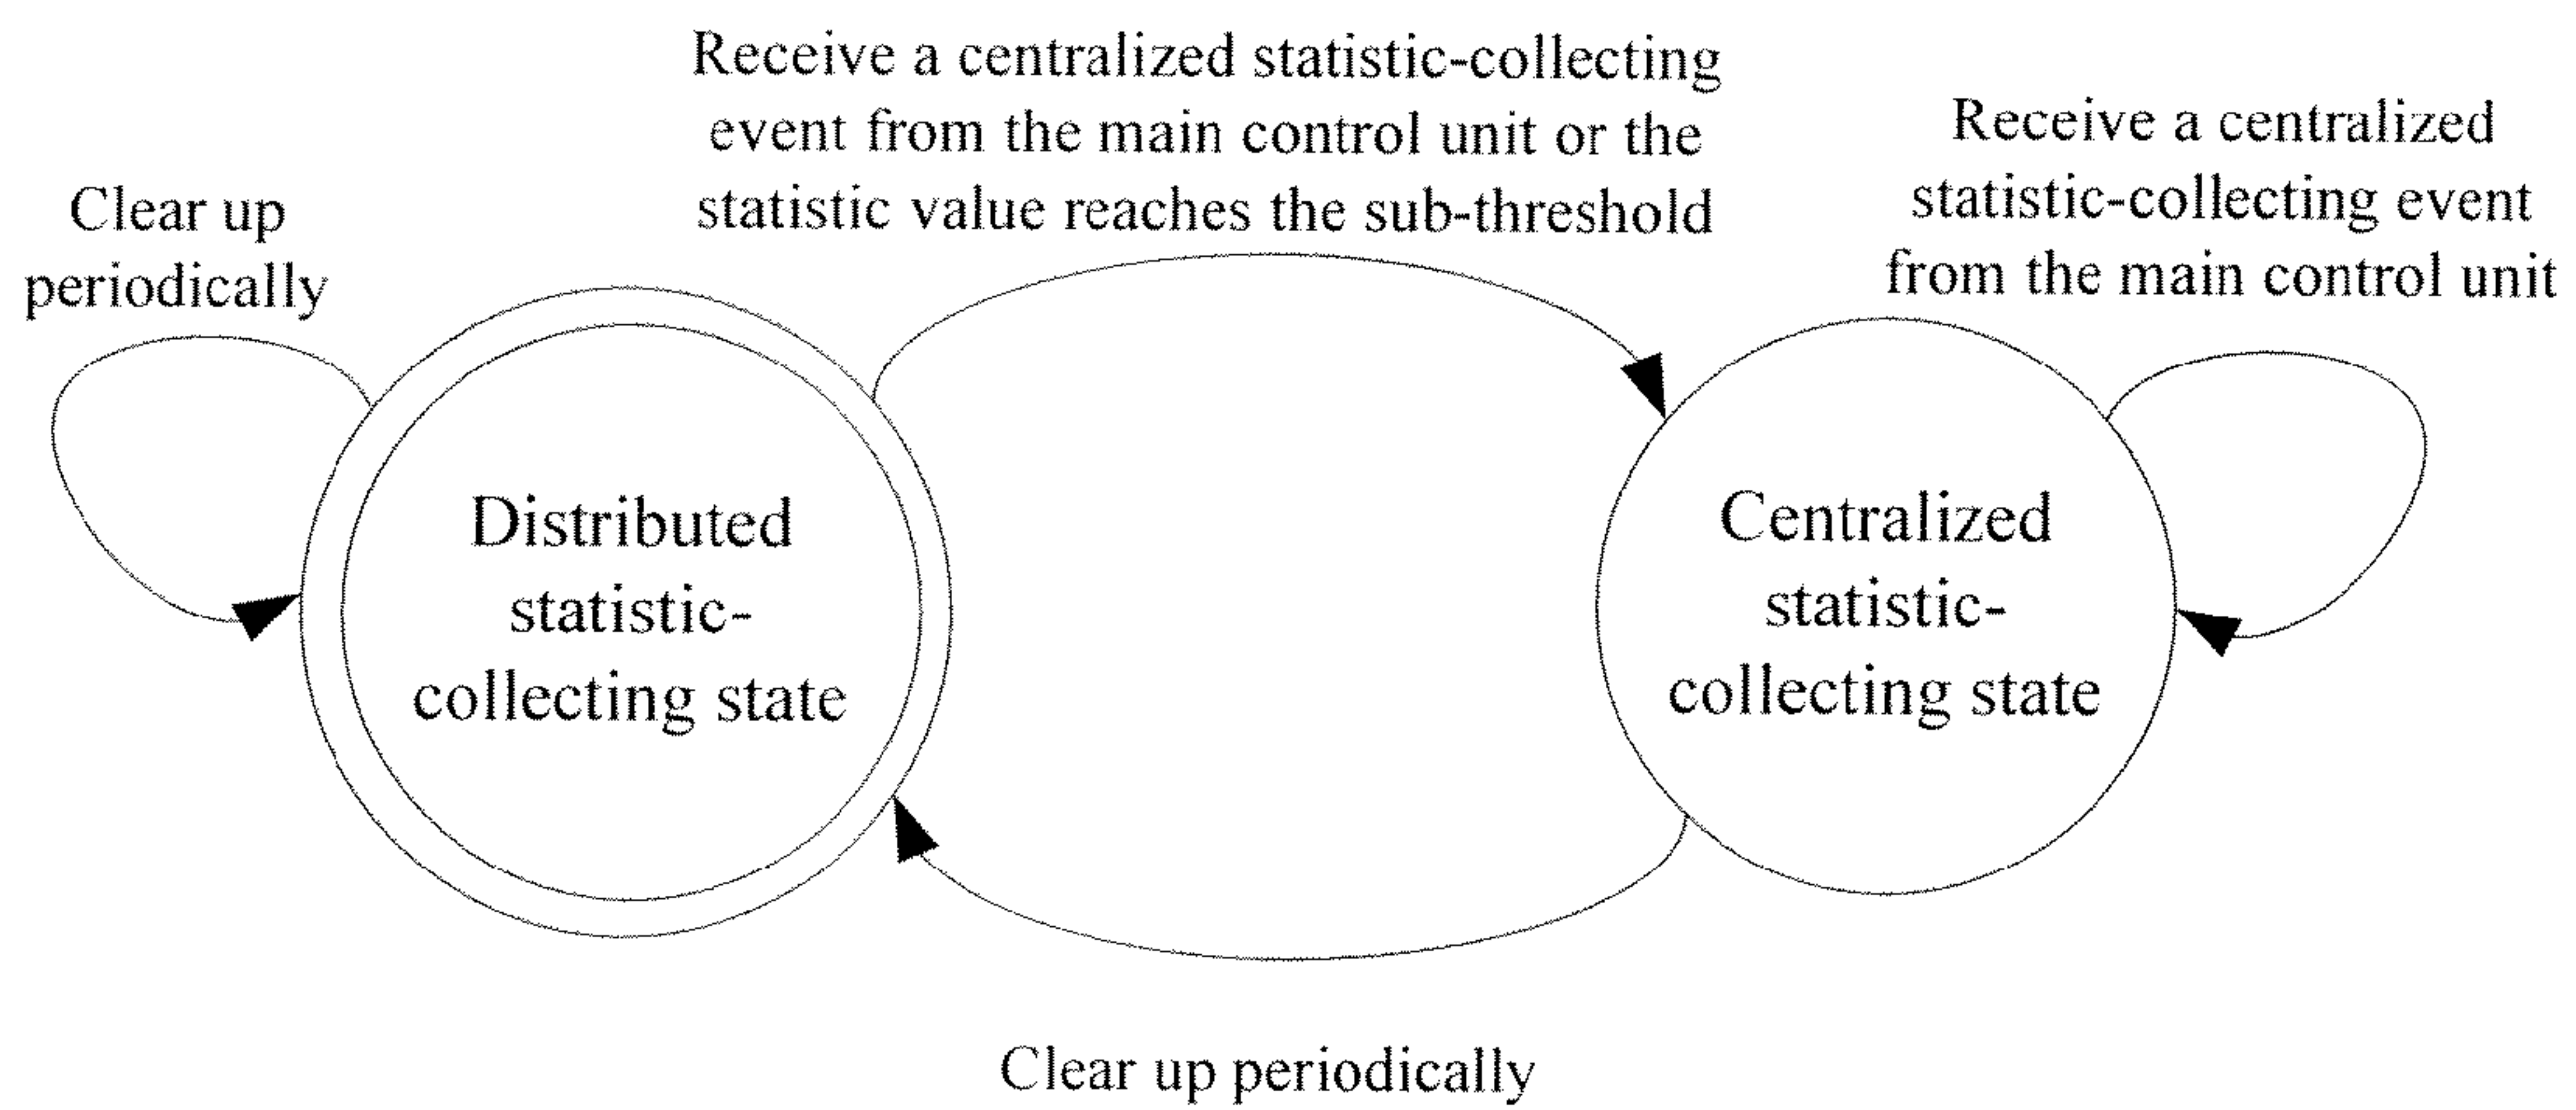 Receive a centralized statistic-collecting
event from the main control unit or the
statistic value reaches the sub-threshold
Receive a centralized
statistic-collecting event
from the main control unit
Clear up
periodically
Distributed
statistic-
collecting state
Centralized
statistic-
collecting state
Clear up periodically